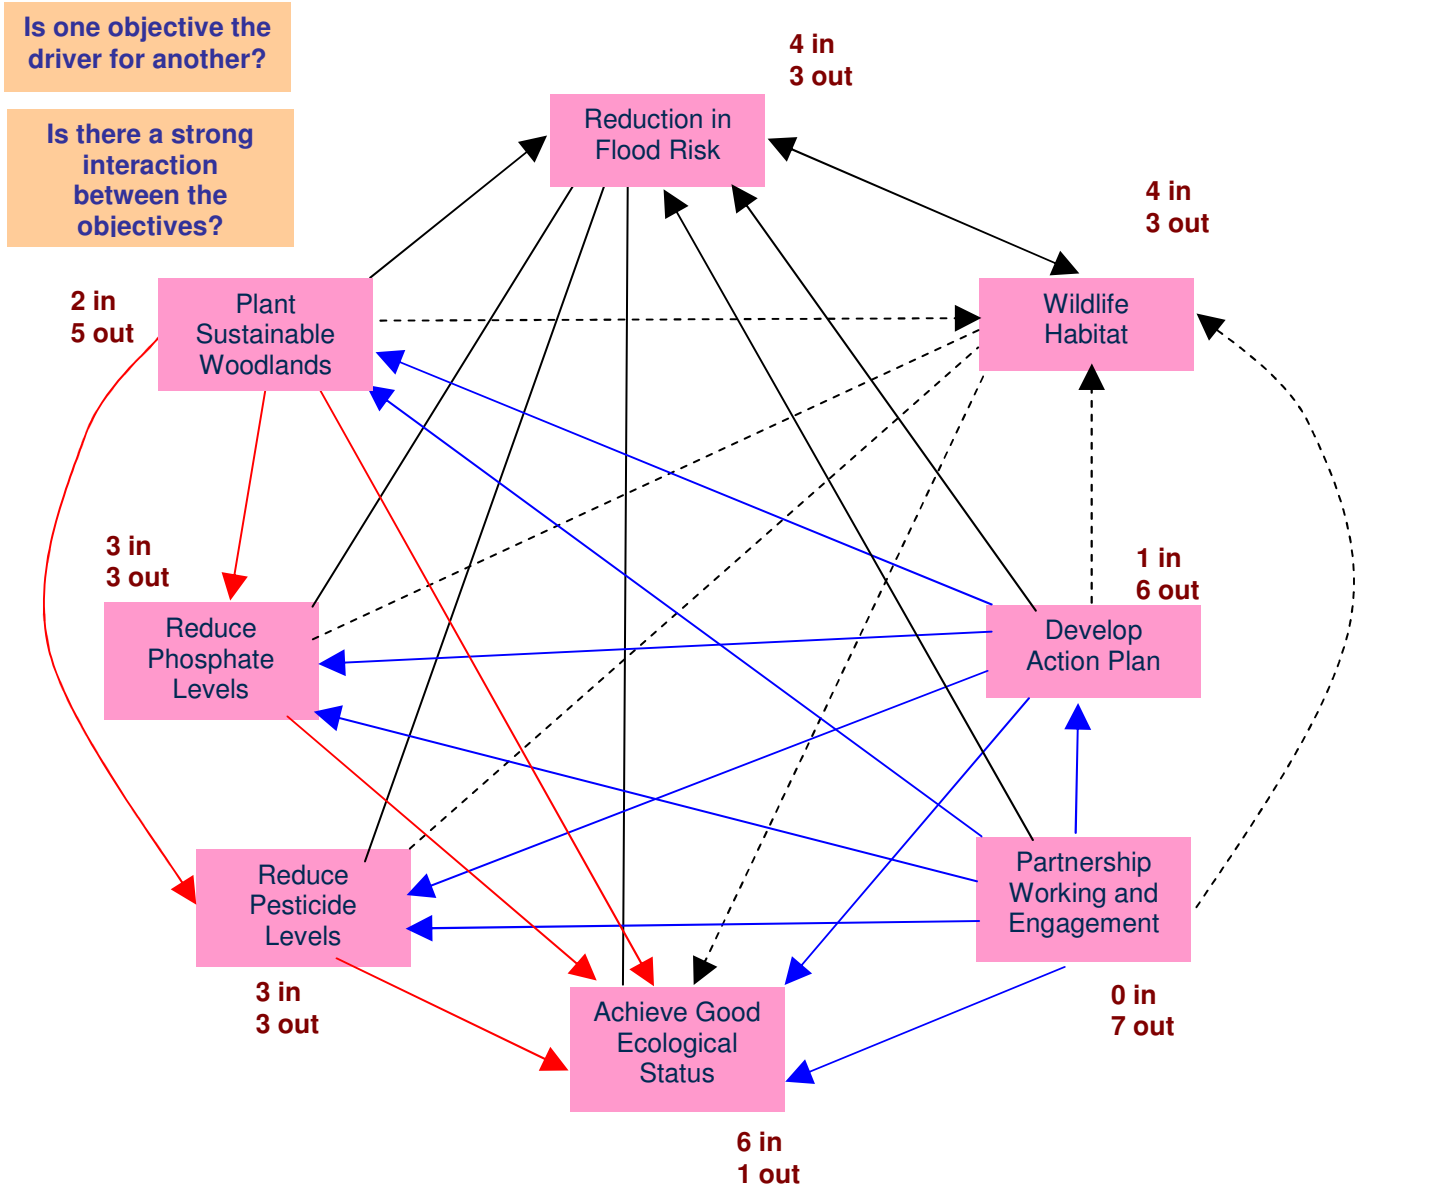 Is one objective the
driver for another?
Is there a strong
interaction
between the
objectives?
4 in
3 out
Reduction in
Flood Risk
4 in
3 out
Wildlife
Habitat
2 in
5 out
Plant
Sustainable
Woodlands
3 in
3 out
Reduce
Phosphate
Levels
1 in
6 out
Develop
Action Plan
Reduce
Pesticide
Levels
3 in
3 out
Partnership
Working and
Engagement
0 in
7 out
Achieve Good
Ecological
Status
6 in
1 out